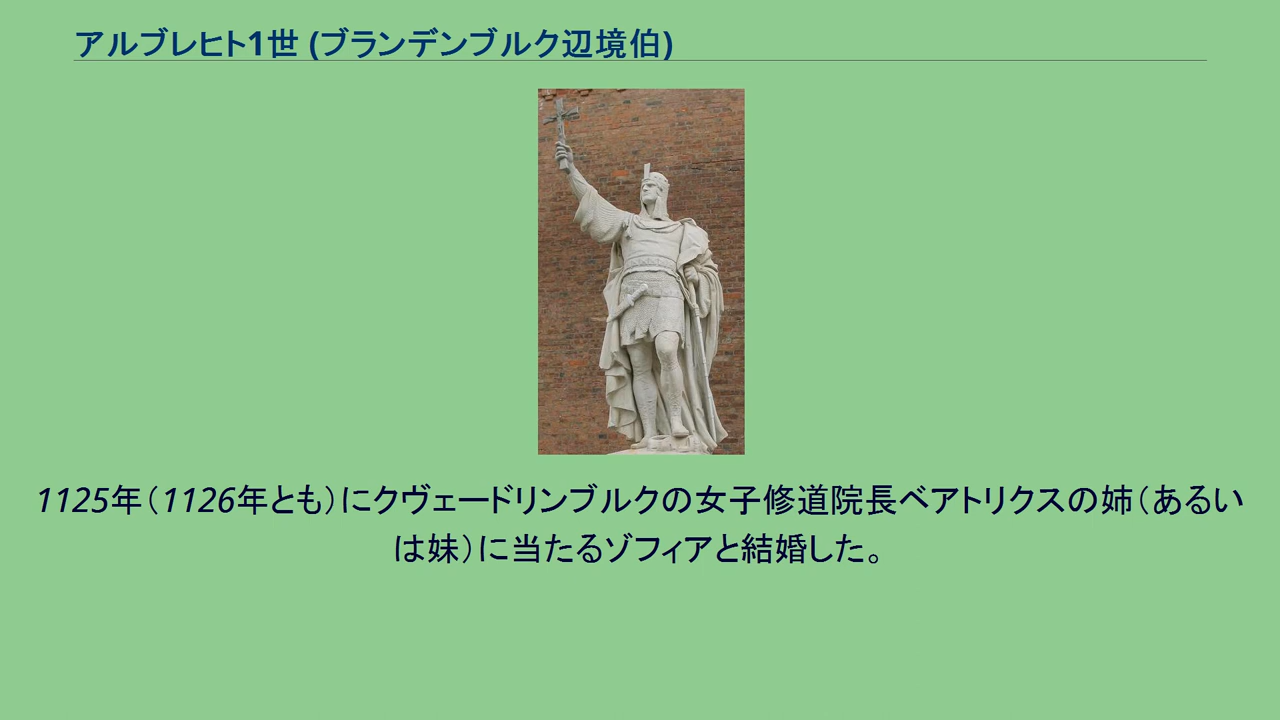 アルブレヒト1世 (ブランデンブルク辺境伯)
1125年（1126年とも）にクヴェードリンブルクの女子修道院長ベアトリクスの姉（あるい
は妹）に当たるゾフィアと結婚した。